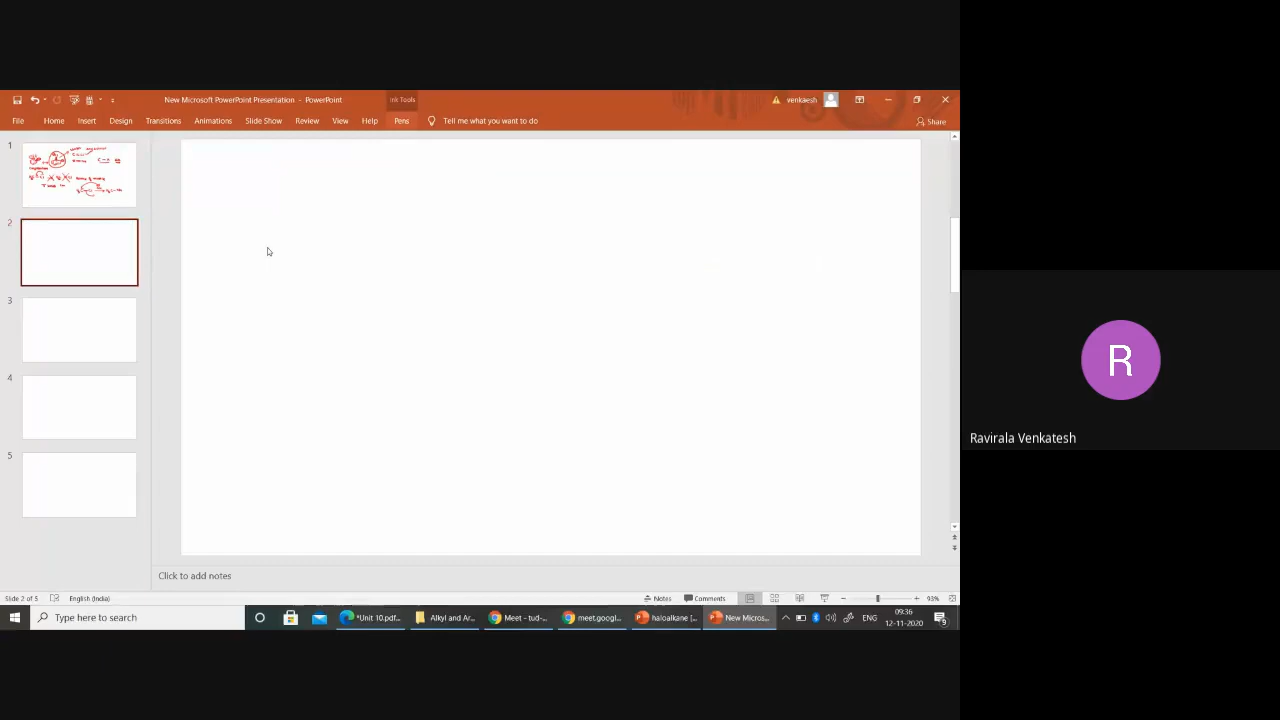 New Microsoft PowerPoint Presentation - PowerPoint
Ink Tools
venkaesh
File Home Insert Design Transitions Animations Slide Show Review View Help Pens Tell me what you want to do
Share
1
2
3
4
5
R
Ravirala Venkatesh
Click to add notes
Slide 2 of 5 English (India) Notes Comments 93%
Type here to search
*Unit 10.pdf...
Alkyl and Ar...
Meet - tud-...
meet.googl...
haloalkane [...
New Micros...
ENG
09:36
12-11-2020
9